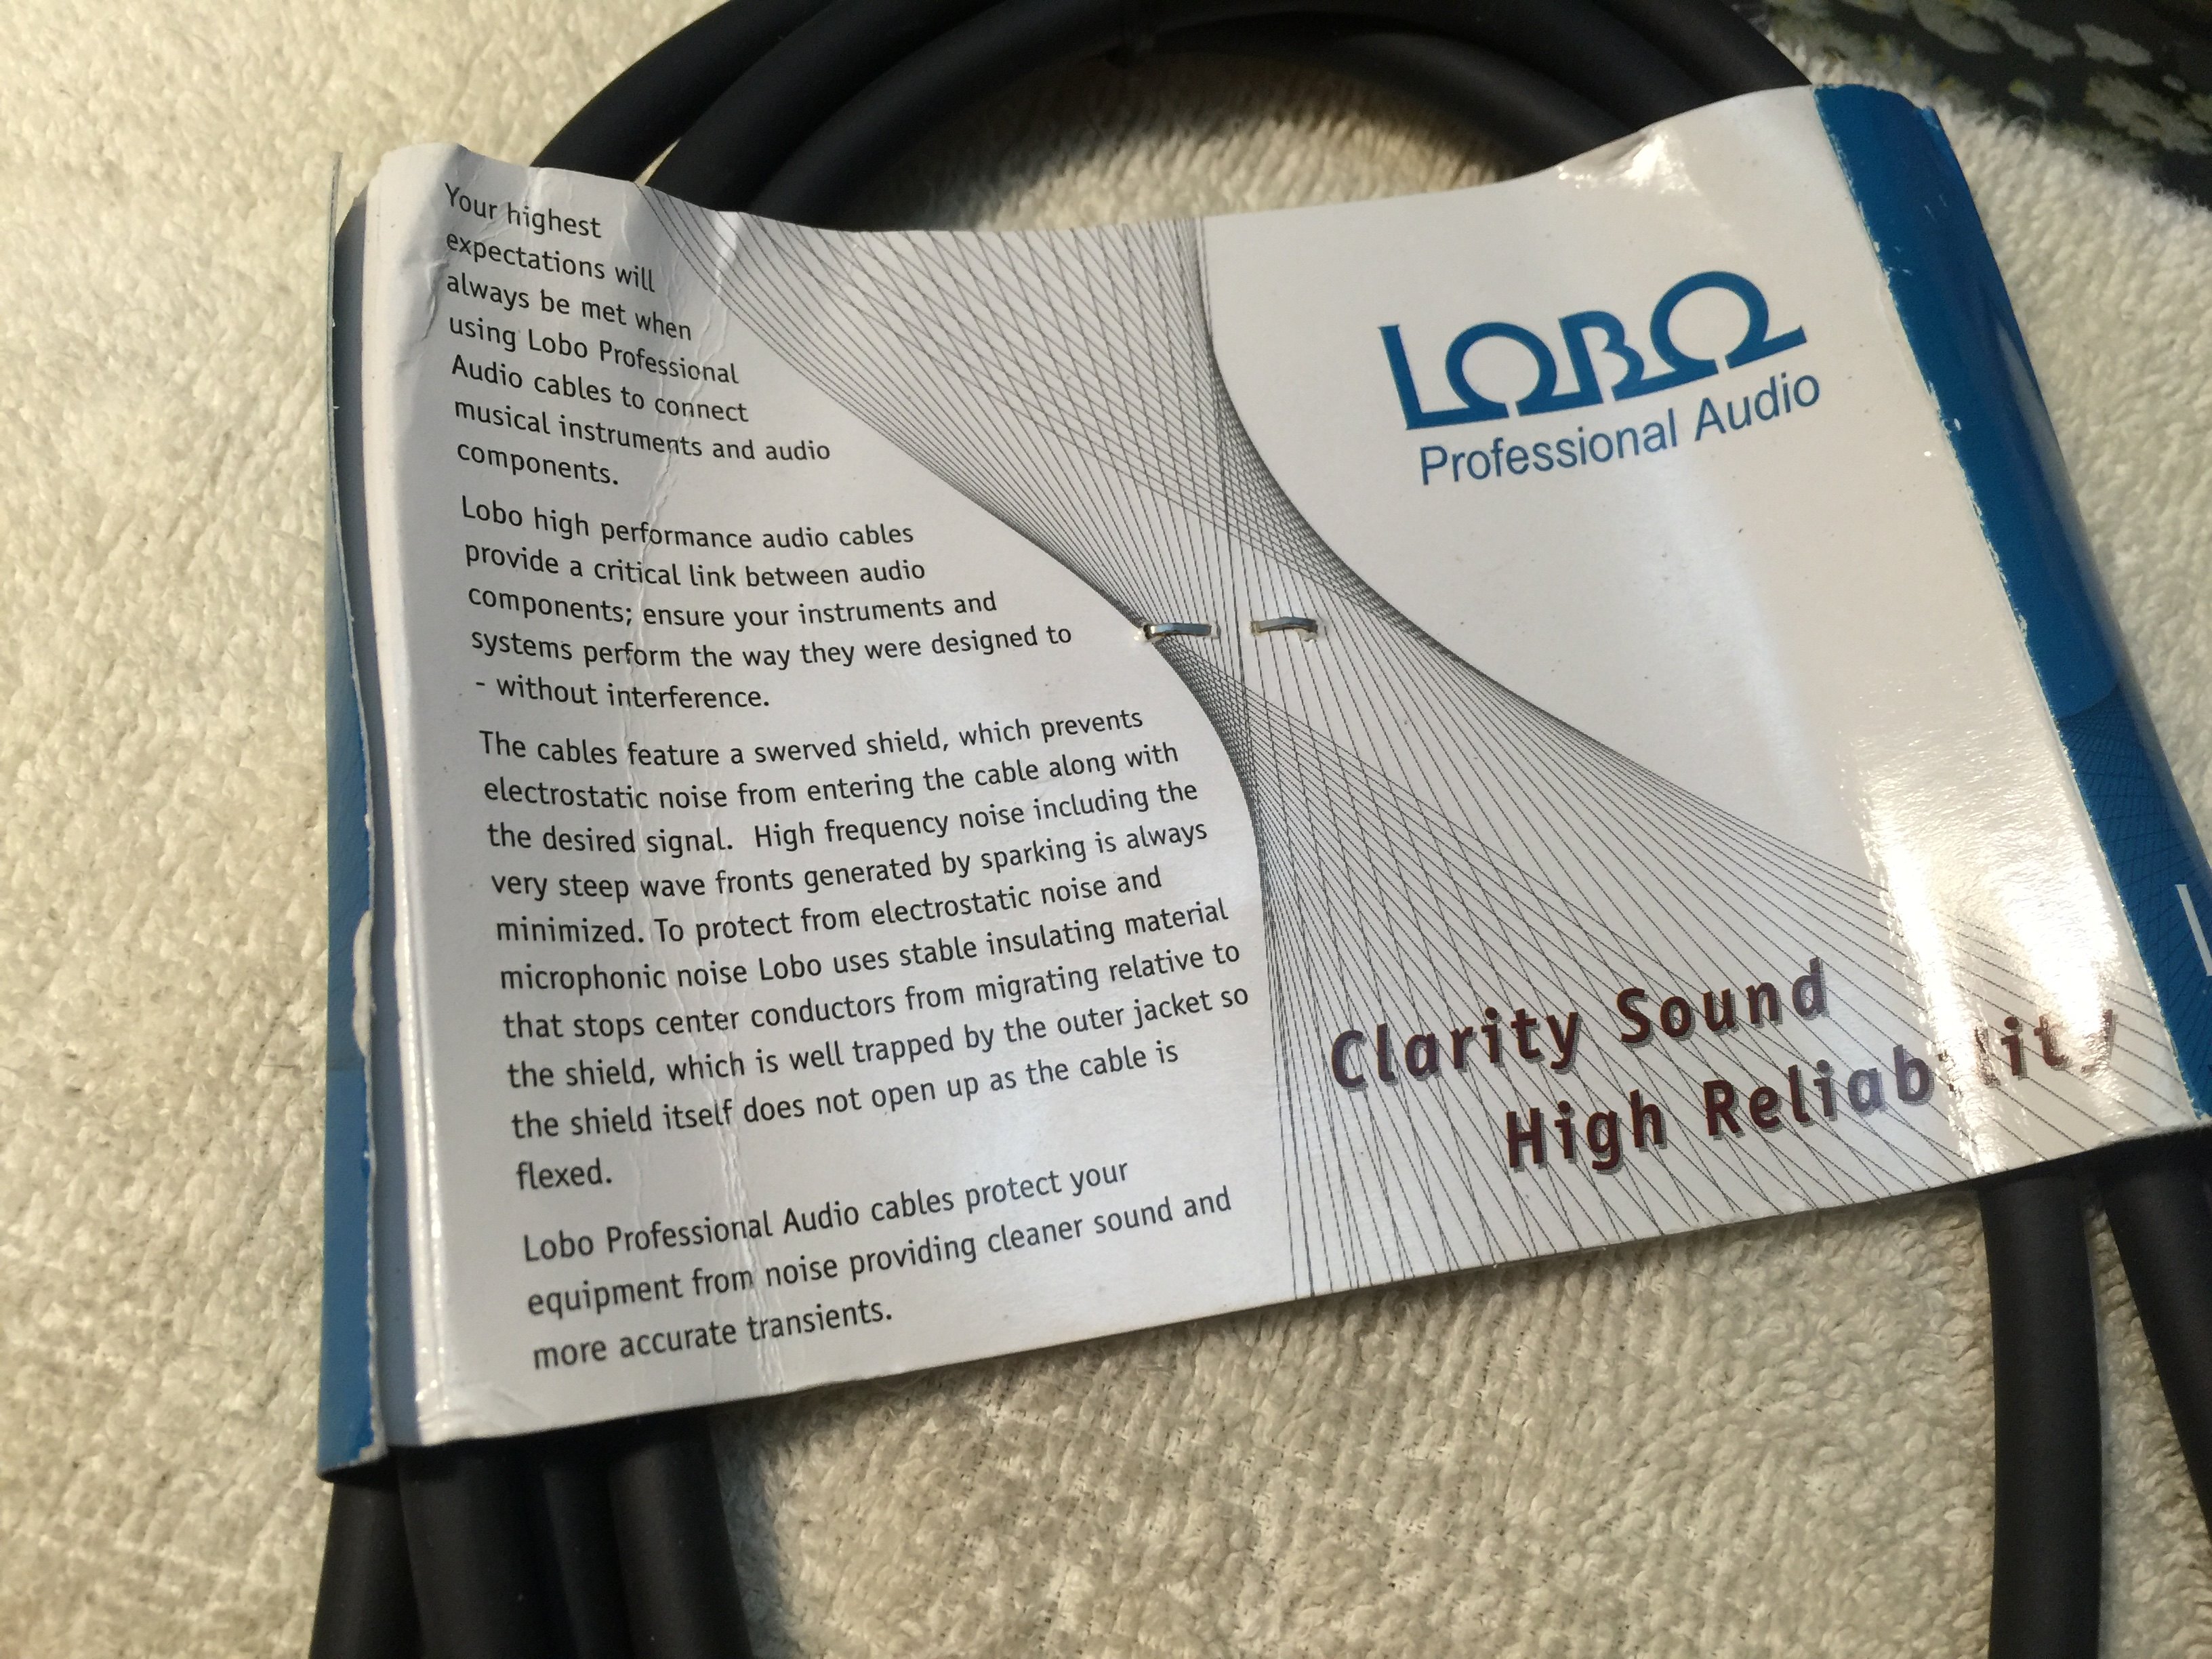 Your highest
expectations will
always be met when
using Lobo Professional
Audio cables to connect
musical instruments and audio
components.
Lobo high performance audio cables
provide a critical link between audio
components; ensure your instruments and
systems perform the way they were designed to
- without interference.
The cables feature a swerved shield, which prevents
electrostatic noise from entering the cable along with
the desired signal. High frequency noise including the
very steep wave fronts generated by sparking is always
minimized. To protect from electrostatic noise and
microphonic noise Lobo uses stable insulating material
that stops center conductors from migrating relative to
the shield, which is well trapped by the outer jacket so
the shield itself does not open up as the cable is
flexed.
Lobo Professional Audio cables protect your
equipment from noise providing cleaner sound and
more accurate transients.
LOBO
Professional Audio
Clarity Sound
High Reliability